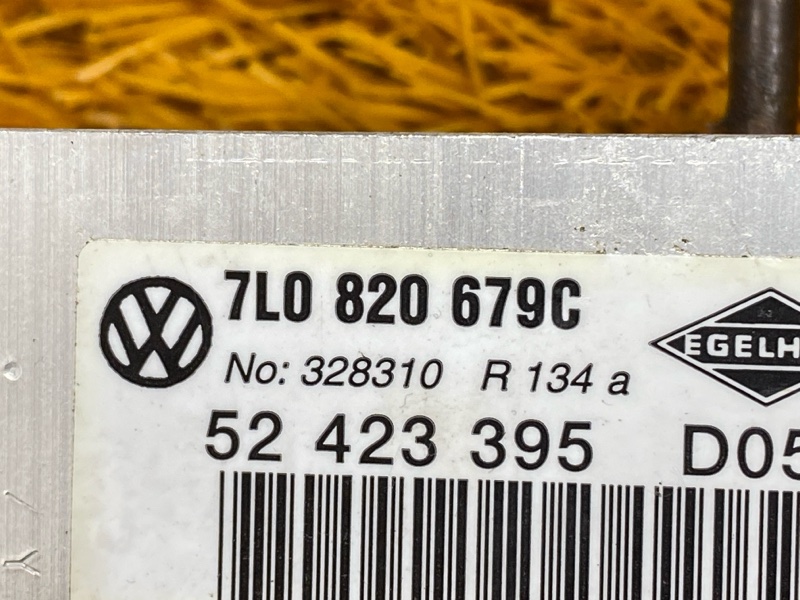 7L0 820 679C
EGELH
No: 328310 R 134 a
52 423 395 D05